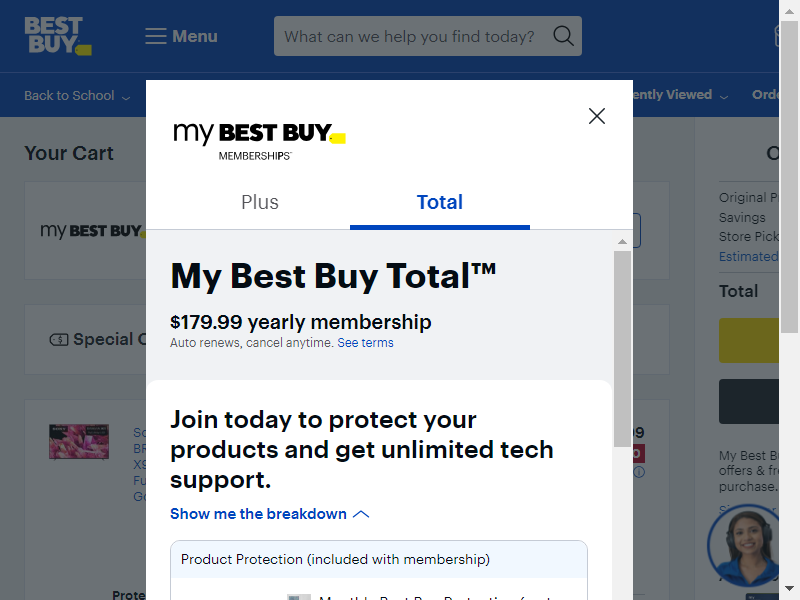 BEST
BUY
Menu
What can we help you find today?
Back to School
ently Viewed
Orde
Your Cart
my BEST BUY
MEMBERSHIPS
Plus
Total
my BEST BUY
Special
My Best Buy Total™
$179.99 yearly membership
Auto renews, cancel anytime. See terms
Join today to protect your
products and get unlimited tech
support.
Show me the breakdown
Product Protection (included with membership)
Original P
Savings
Store Pick
Estimated
Total
My Best B
offers & fr
purchase.